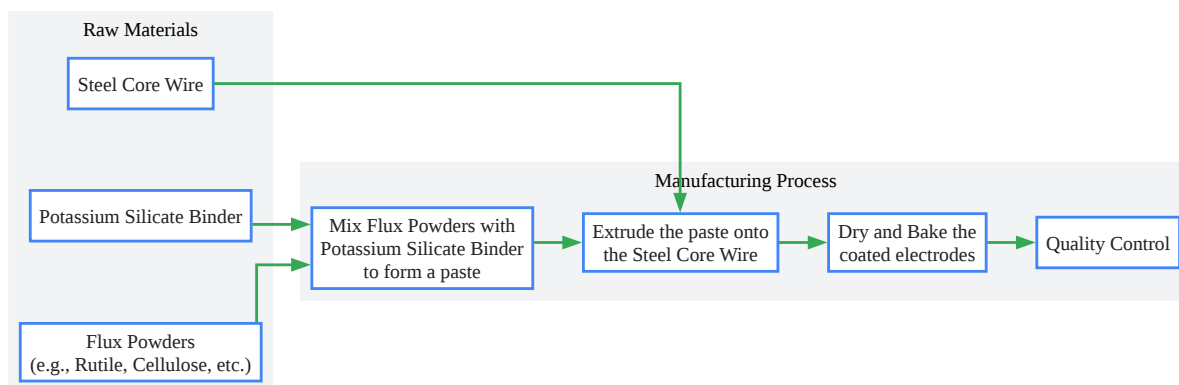 Raw Materials
Steel Core Wire
Potassium Silicate Binder
Flux Powders
(e.g., Rutile, Cellulose, etc.)
Manufacturing Process
Mix Flux Powders with
Potassium Silicate Binder
to form a paste
Extrude the paste onto
the Steel Core Wire
Dry and Bake the
coated electrodes
Quality Control